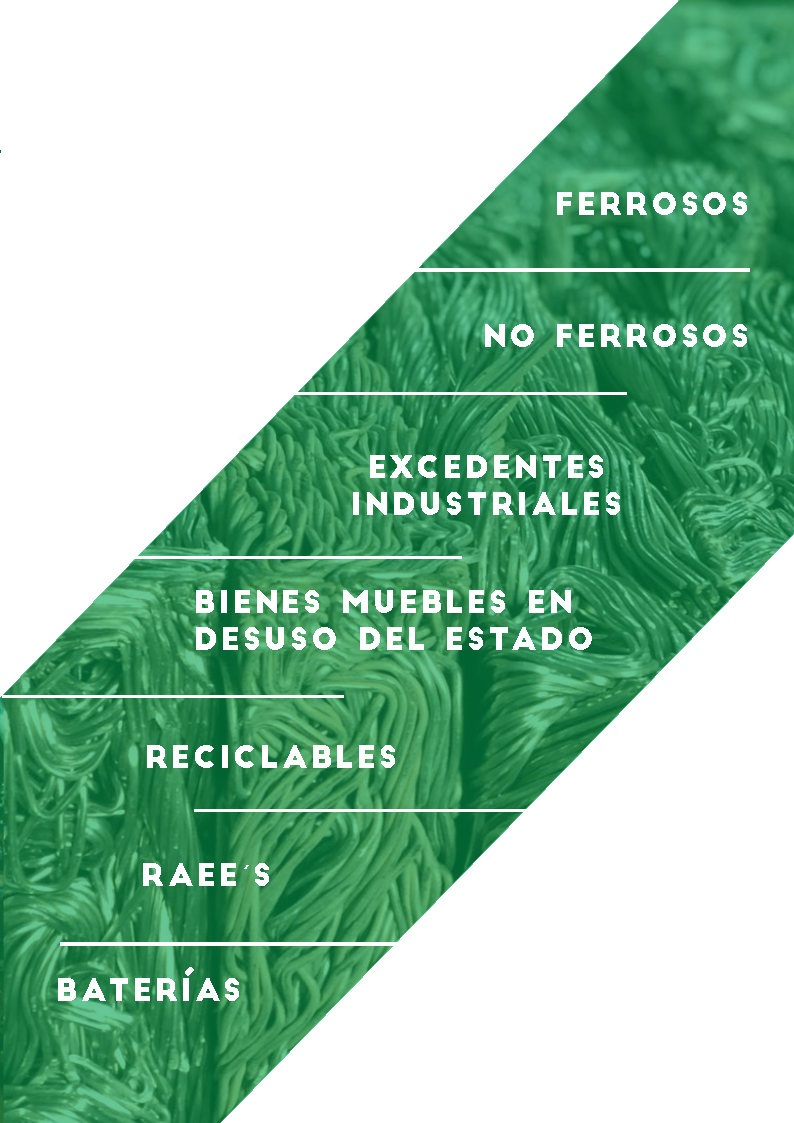 FERROSOS
NO FERROSOS
EXCEDENTES
INDUSTRIALES
BIENES MUEBLES EN
DESUSO DEL ESTADO
RECICLABLES
RAEE´S
BATERÍAS